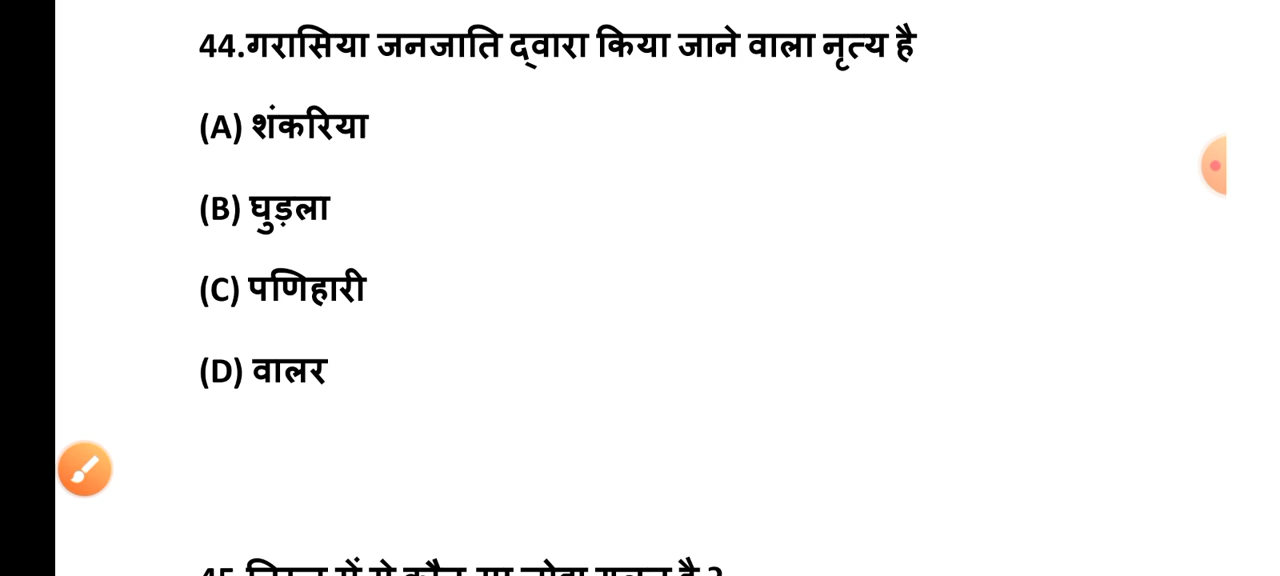 44.गरासिया जनजाति द्वारा किया जाने वाला नृत्य है
(A) शंकरिया
(B) घुड़ला
(C) पणिहारी
(D) वालर